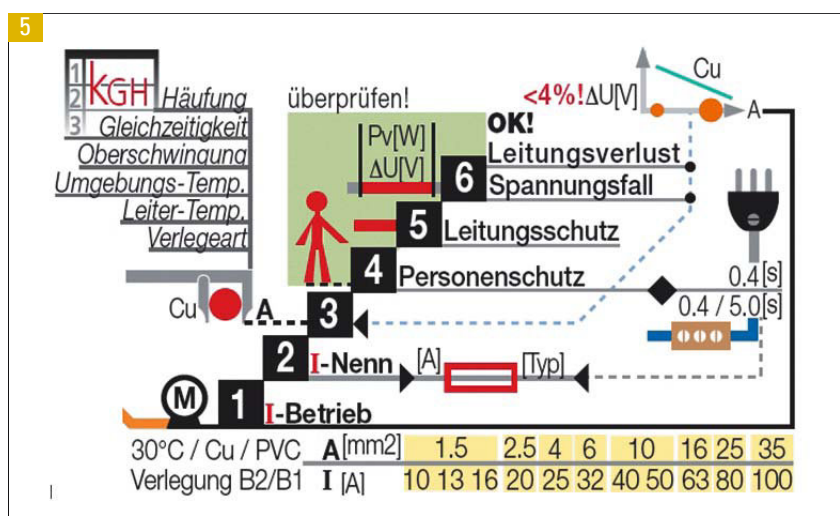 5
1
2
3
KGH
Häufung
Gleichzeitigkeit
Oberschwingung
Umgebungs-Temp.
Leiter-Temp.
Verlegeart
überprüfen!
<4%! ΔU[V]
Cu
A
OK!
Pv[W]
ΔU[V]
6
Leitungsverlust
Spannungsfall
5
Leitungsschutz
4
Personenschutz
0.4[s]
0.4 / 5.0[s]
Cu
A
3
2
I-Nenn
[A]
[Typ]
M
1
I-Betrieb
30°C / Cu / PVC A[mm2] 1.5 2.5 4 6 10 16 25 35
Verlegung B2/B1 I [A] 10 13 16 20 25 32 40 50 63 80 100